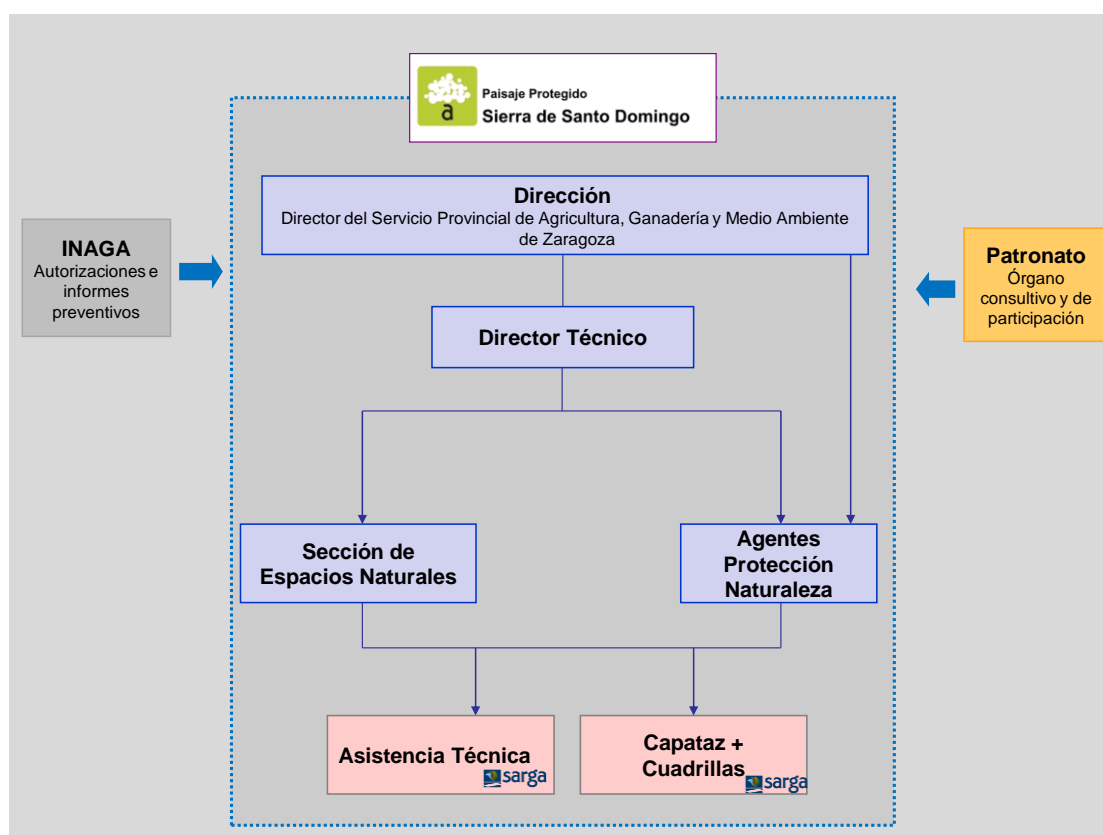 Paisaje Protegido
Sierra de Santo Domingo
a
Dirección
Director del Servicio Provincial de Agricultura, Ganadería y Medio Ambiente
de Zaragoza
INAGA
Autorizaciones e
informes
preventivos
Patronato
Órgano
consultivo y de
participación
Director Técnico
Sección de
Espacios Naturales
Agentes
Protección
Naturaleza
Asistencia Técnica
sarga
Capataz +
Cuadrillas
sarga